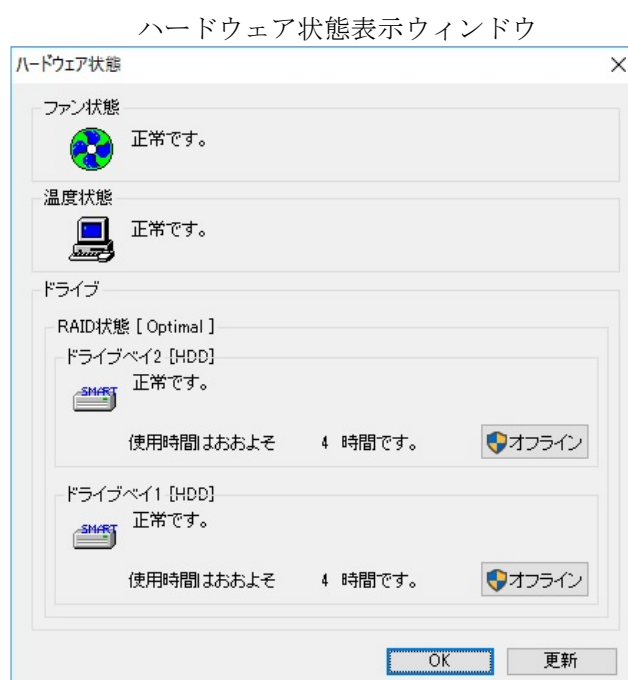 ハードウェア状態表示ウィンドウ
ハードウェア状態
ファン状態
正常です。
温度状態
正常です。
ドライブ
RAID状態 [ Optimal ]
ドライブベイ2 [HDD]
SMART
正常です。
使用時間はおおよそ 4 時間です。
オフライン
ドライブベイ1 [HDD]
SMART
正常です。
使用時間はおおよそ 4 時間です。
オフライン
OK 更新